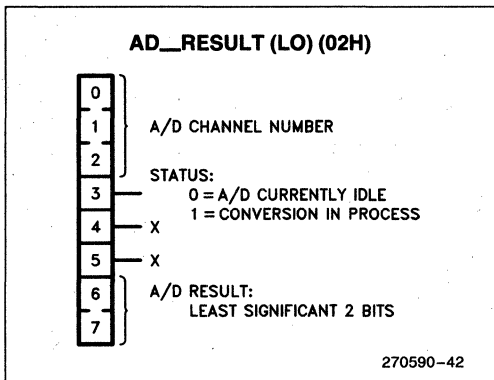 AD__RESULT (LO) (02H)
0
1
2
A/D CHANNEL NUMBER
3
STATUS:
0 = A/D CURRENTLY IDLE
1 = CONVERSION IN PROCESS
4
X
5
X
6
7
A/D RESULT:
LEAST SIGNIFICANT 2 BITS
270590-42